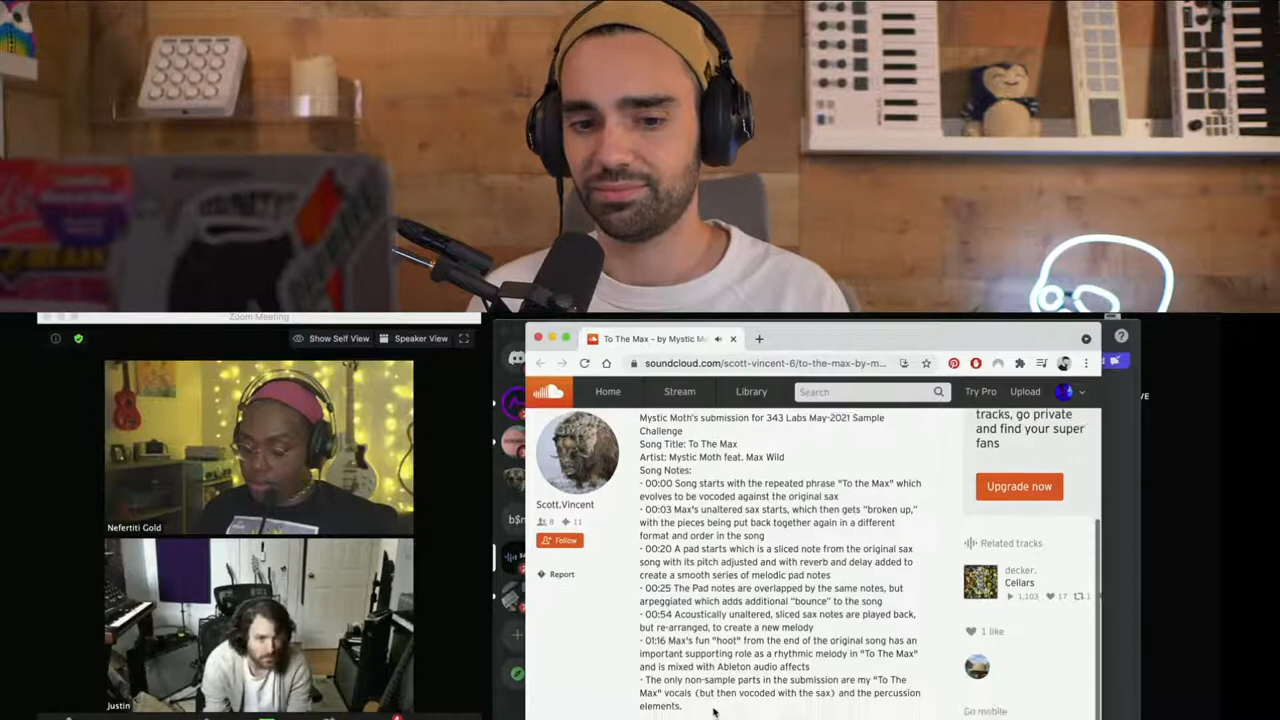 Zoom Meeting
Show Self View
Speaker View
Nefertiti Gold
Justin
To The Max - by Mystic M
soundcloud.com/scott-vincent-6/to-the-max-by-m...
Home
Stream
Library
Search
Try Pro
Upload
Mystic Moth's submission for 343 Labs May-2021 Sample
Challenge
Song Title: To The Max
Artist: Mystic Moth feat. Max Wild
Song Notes:
- 00:00 Song starts with the repeated phrase "To the Max" which
evolves to be vocoded against the original sax
- 00:03 Max's unaltered sax starts, which then gets "broken up,"
with the pieces being put back together again in a different
format and order in the song
- 00:20 A pad starts which is a sliced note from the original sax
song with its pitch adjusted and with reverb and delay added to
create a smooth series of melodic pad notes
- 00:25 The Pad notes are overlapped by the same notes, but
arpeggiated which adds additional "bounce" to the song
- 00:54 Acoustically unaltered, sliced sax notes are played back,
but re-arranged, to create a new melody
- 01:16 Max's fun "hoot" from the end of the original song has an
important supporting role as a rhythmic melody in "To The Max"
and is mixed with Ableton audio affects
- The only non-sample parts in the submission are my "To The
Max" vocals (but then vocoded with the sax) and the percussion
elements.
Scott.Vincent
8
11
Follow
Report
tracks, go private
and find your super
fans
Upgrade now
Related tracks
decker.
Cellars
1,103
17
1
1 like
Go mobile